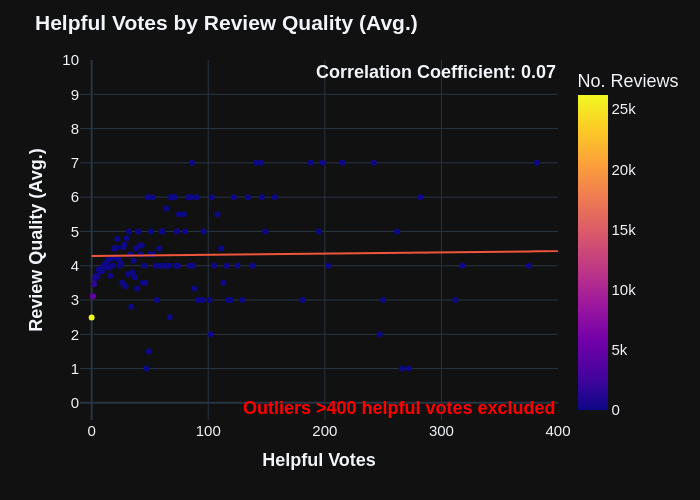 Helpful Votes by Review Quality (Avg.)
Correlation Coefficient: 0.07
No. Reviews
10
9
8
7
6
5
4
3
2
1
0
Review Quality (Avg.)
25k
20k
15k
10k
5k
0
Outliers >400 helpful votes excluded
0 100 200 300 400
Helpful Votes